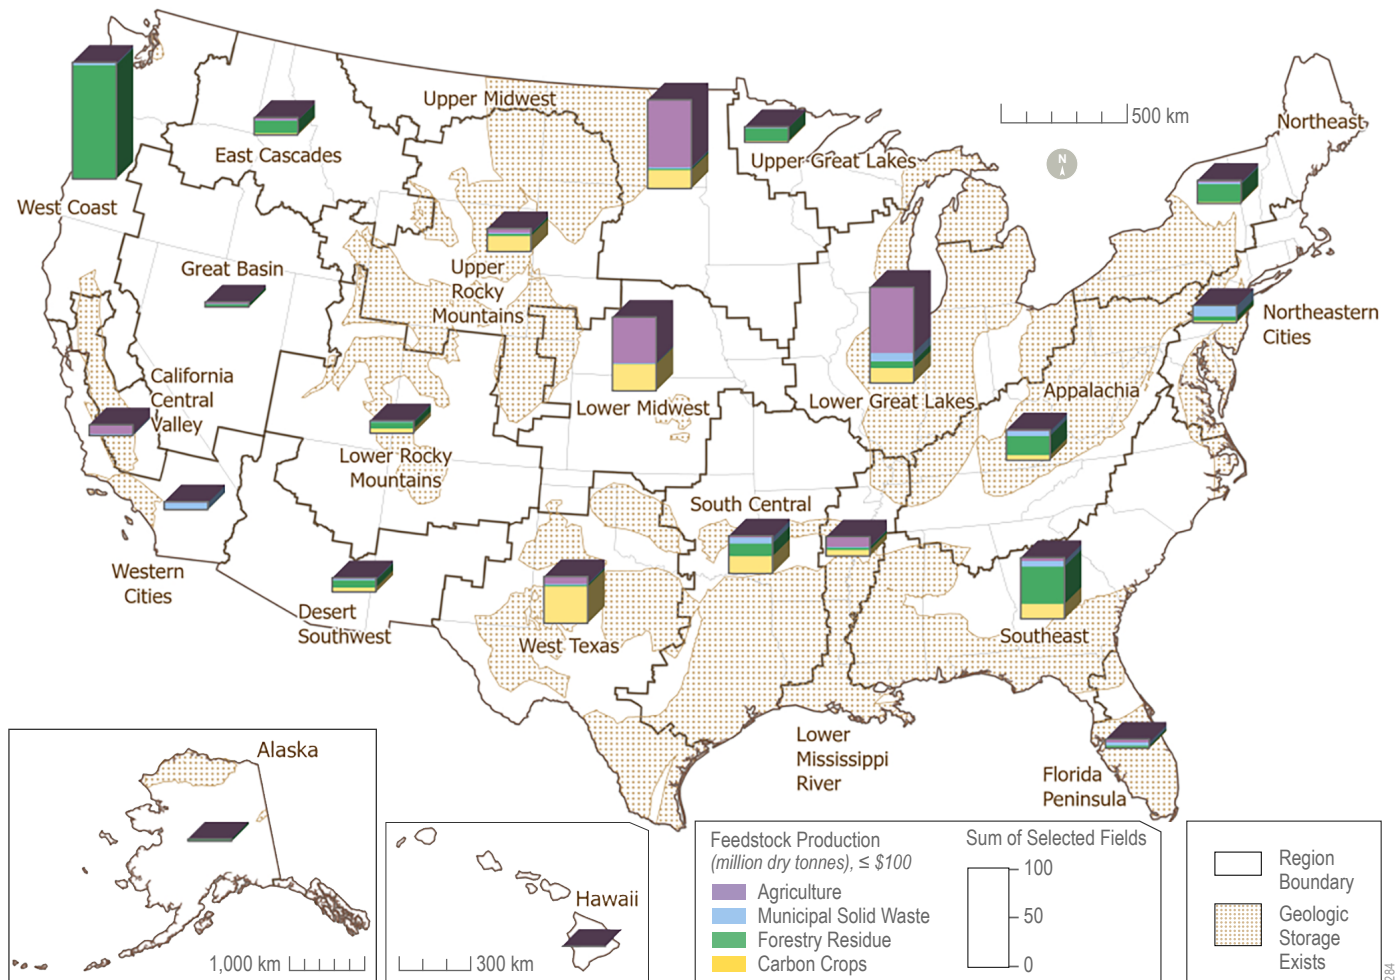 Upper Midwest
500 km
Northeast
N
East Cascades
Upper Great Lakes
West Coast
Great Basin
Upper
Rocky
Mountains
Northeastern
Cities
California
Central
Valley
Appalachia
Lower Midwest
Lower Great Lakes
Lower Rocky
Mountains
South Central
Western
Cities
Desert
Southwest
West Texas
Southeast
Lower
Mississippi
River
Florida
Peninsula
Alaska
1,000 km
Hawaii
300 km
Feedstock Production
(million dry tonnes), ≤ $100
Agriculture
Municipal Solid Waste
Forestry Residue
Carbon Crops
Sum of Selected Fields
100
50
0
Region
Boundary
Geologic
Storage
Exists